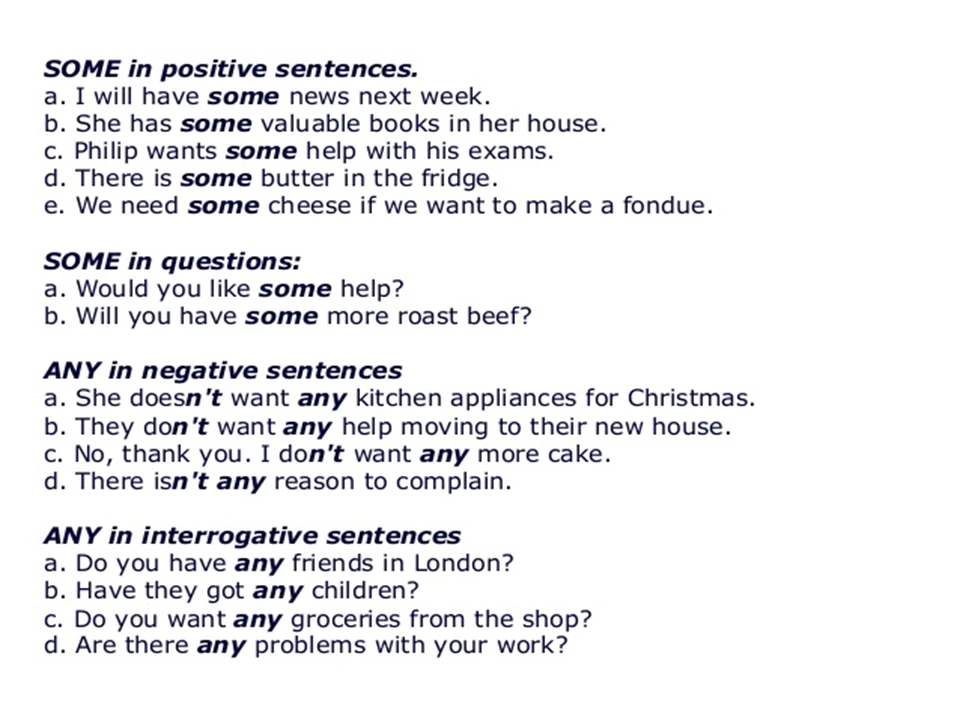 SOME in positive sentences.
a. I will have some news next week.
b. She has some valuable books in her house.
c. Philip wants some help with his exams.
d. There is some butter in the fridge.
e. We need some cheese if we want to make a fondue.
SOME in questions:
a. Would you like some help?
b. Will you have some more roast beef?
ANY in negative sentences
a. She doesn't want any kitchen appliances for Christmas.
b. They don't want any help moving to their new house.
c. No, thank you. I don't want any more cake.
d. There isn't any reason to complain.
ANY in interrogative sentences
a. Do you have any friends in London?
b. Have they got any children?
c. Do you want any groceries from the shop?
d. Are there any problems with your work?